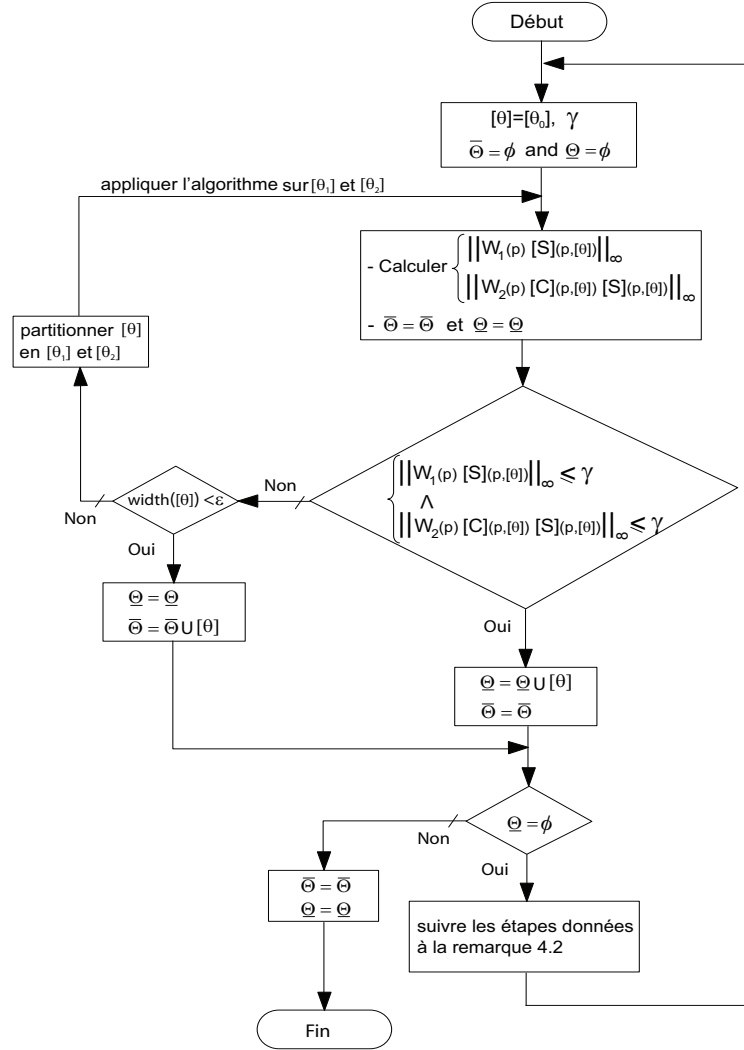 Début
[θ]=[θ₀], γ
Θ̅ = ϕ and Θ̲ = ϕ
appliquer l'algorithme sur [θ₁] et [θ₂]
- Calculer { ||W₁(p) [S](p,[θ])||∞
||W₂(p) [C](p,[θ]) [S](p,[θ])||∞
- Θ̅ = Θ̅ et Θ̲ = Θ̲
partitionner [θ]
en [θ₁] et [θ₂]
||W₁(p) [S](p,[θ])||∞ ⩽ γ
∧
||W₂(p) [C](p,[θ]) [S](p,[θ])||∞ ⩽ γ
Non
width([θ]) < ε
Non
Oui
Θ̲ = Θ̲
Θ̅ = Θ̅ U [θ]
Oui
Θ̲ = Θ̲ U [θ]
Θ̅ = Θ̅
Θ̲ = ϕ
Non
Oui
Θ̅ = Θ̅
Θ̲ = Θ̲
suivre les étapes données
à la remarque 4.2
Fin